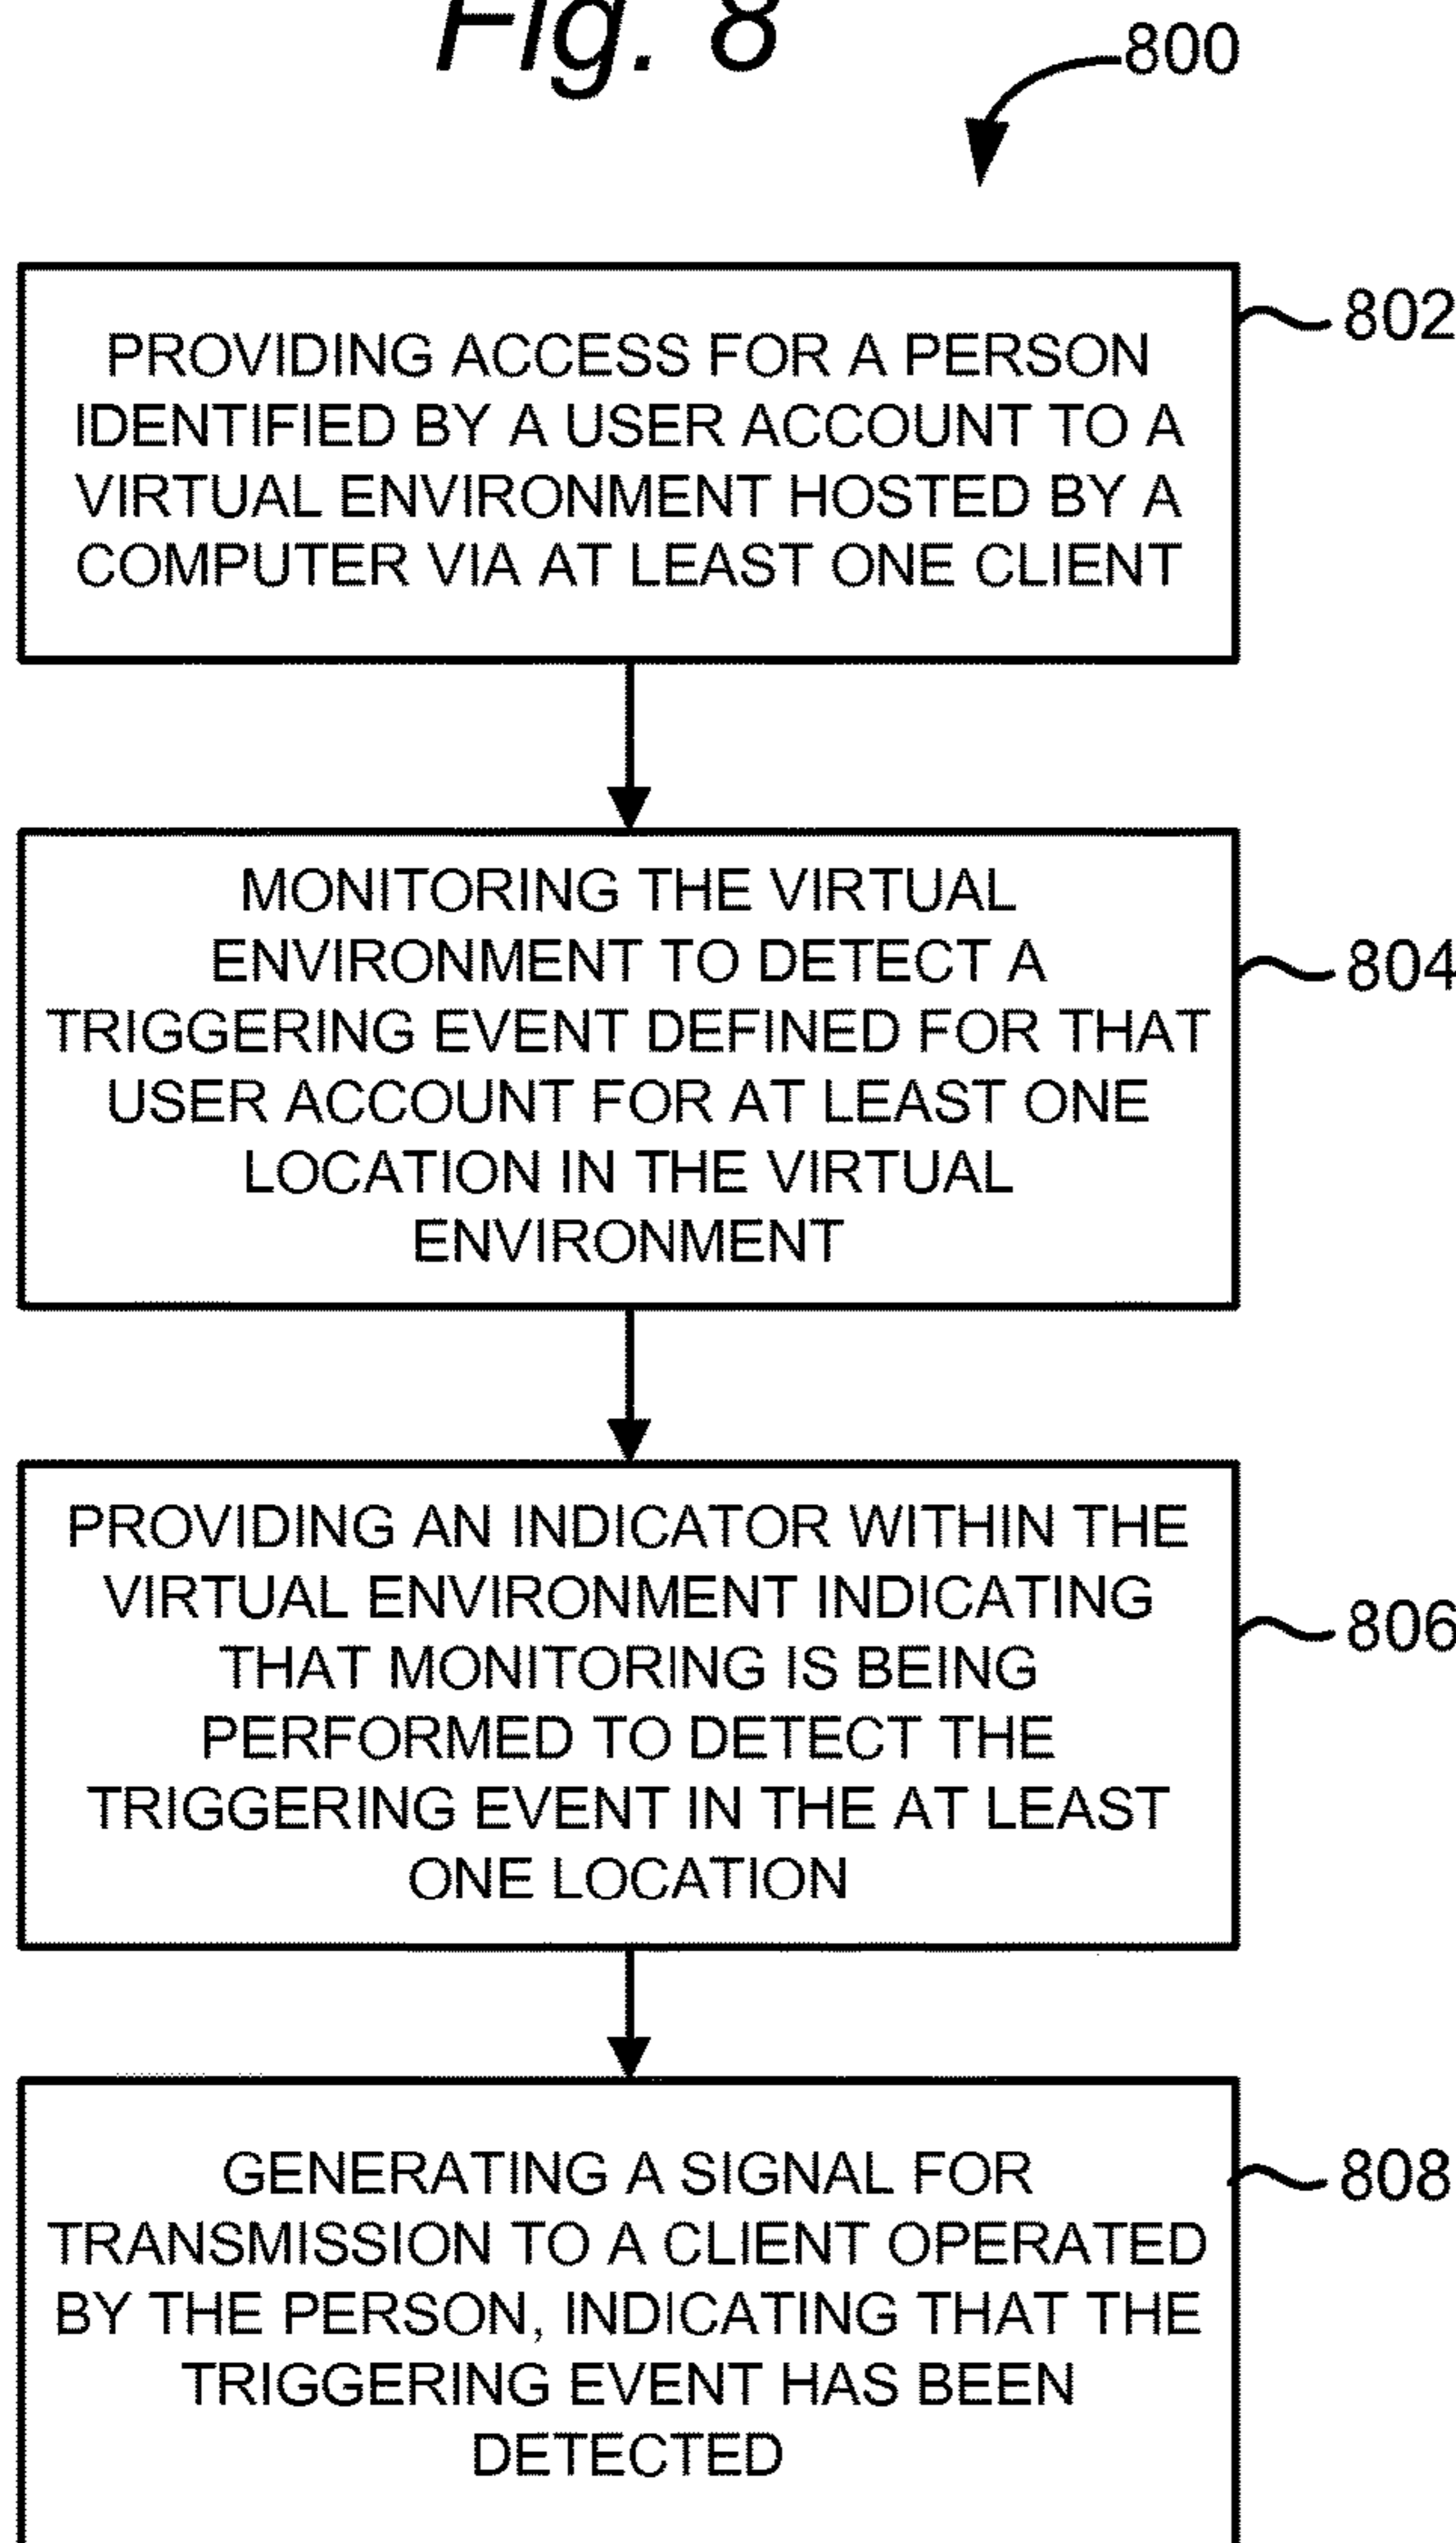 Fig. 8
800
PROVIDING ACCESS FOR A PERSON
IDENTIFIED BY A USER ACCOUNT TO A
VIRTUAL ENVIRONMENT HOSTED BY A
COMPUTER VIA AT LEAST ONE CLIENT
802
MONITORING THE VIRTUAL
ENVIRONMENT TO DETECT A
TRIGGERING EVENT DEFINED FOR THAT
USER ACCOUNT FOR AT LEAST ONE
LOCATION IN THE VIRTUAL
ENVIRONMENT
804
PROVIDING AN INDICATOR WITHIN THE
VIRTUAL ENVIRONMENT INDICATING
THAT MONITORING IS BEING
PERFORMED TO DETECT THE
TRIGGERING EVENT IN THE AT LEAST
ONE LOCATION
806
GENERATING A SIGNAL FOR
TRANSMISSION TO A CLIENT OPERATED
BY THE PERSON, INDICATING THAT THE
TRIGGERING EVENT HAS BEEN
DETECTED
808